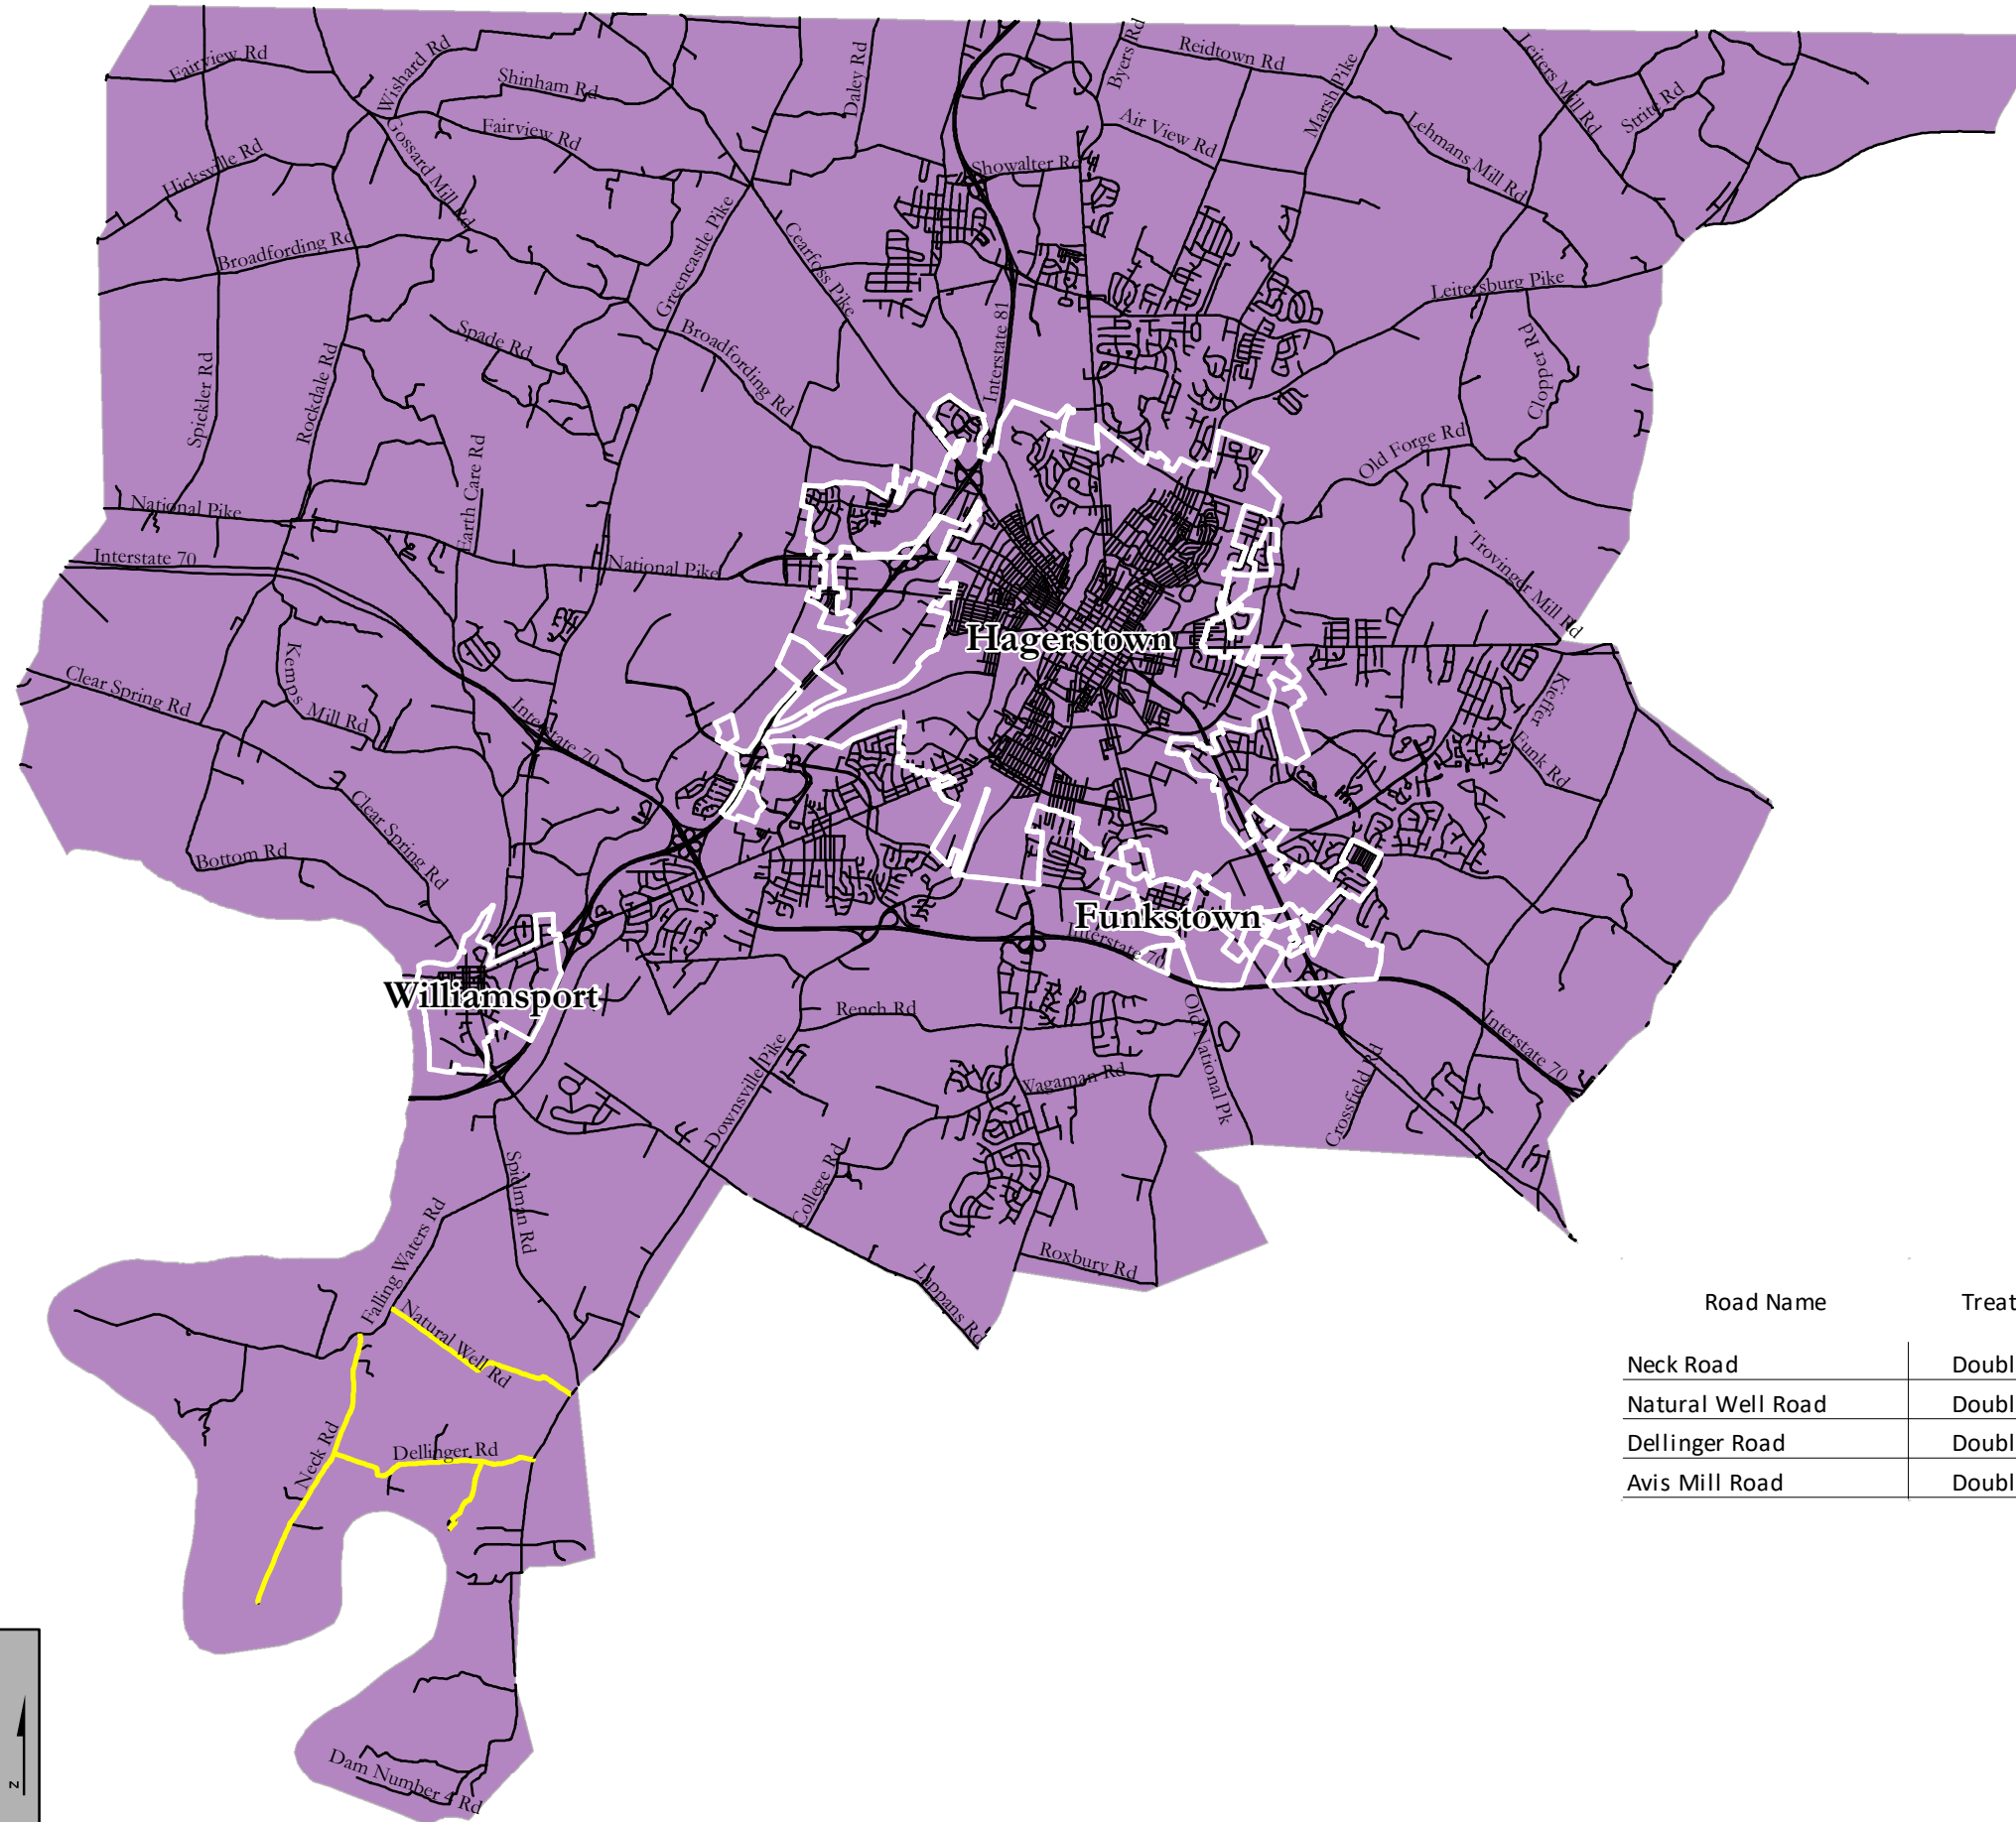 Fairview Rd
Wishard Rd
Shinham Rd
Daley Rd
Byers Rd
Reidtown Rd
Marsh Pike
Leiters Mill Rd
Strite Rd
Gossard Mill Rd
Fairview Rd
Air View Rd
Lehmans Mill Rd
Hicksville Rd
Showalter Rd
Broadfording Rd
Greencastle Pike
Cearfoss Pike
Leitersburg Pike
Spade Rd
Broadfording Rd
Interstate 81
Clopper Rd
Spickler Rd
Rockdale Rd
Earth Care Rd
Old Forge Rd
National Pike
Interstate 70
National Pike
Trovinger Mill Rd
Hagerstown
Kemps Mill Rd
Clear Spring Rd
Interstate 70
Kieffer Funk Rd
Clear Spring Rd
Bottom Rd
Funkstown
Interstate 70
Williamsport
Rench Rd
Old National Pk
Interstate 70
Downsville Pike
Wagaman Rd
Crossfield Rd
College Rd
Spielman Rd
Falling Waters Rd
Roxbury Rd
Lappans Rd
Natural Well Rd
Neck Rd
Dellinger Rd
Dam Number 4 Rd
Road Name Treat
Neck Road Doubl
Natural Well Road Doubl
Dellinger Road Doubl
Avis Mill Road Doubl
z